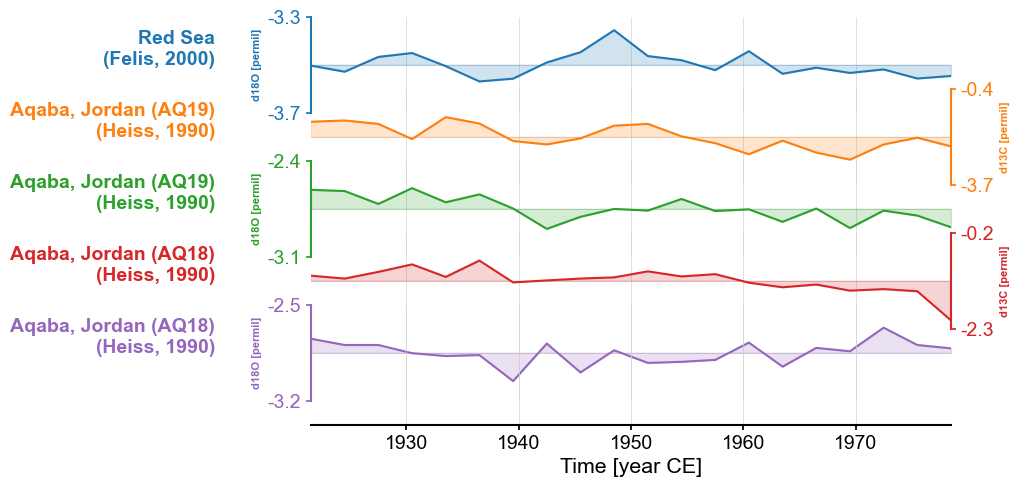 -3.3
Red Sea
(Felis, 2000)
d18O [permil]
-3.7
-0.4
Aqaba, Jordan (AQ19)
(Heiss, 1990)
d13C [permil]
-3.7
-2.4
Aqaba, Jordan (AQ19)
(Heiss, 1990)
d18O [permil]
-3.1
-0.2
Aqaba, Jordan (AQ18)
(Heiss, 1990)
d13C [permil]
-2.3
-2.5
Aqaba, Jordan (AQ18)
(Heiss, 1990)
d18O [permil]
-3.2
1930 1940 1950 1960 1970
Time [year CE]